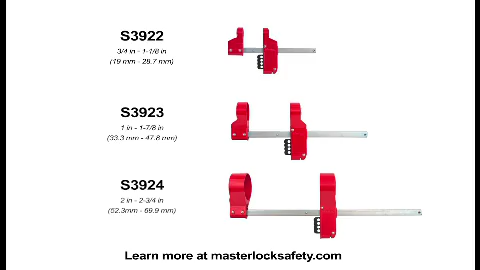 S3922
3/4 in - 1-1/8 in
(19 mm - 28.7 mm)
S3923
1 in - 1-7/8 in
(33.3 mm - 47.8 mm)
S3924
2 in - 2-3/4 in
(52.3mm - 69.9 mm)
Learn more at masterlocksafety.com